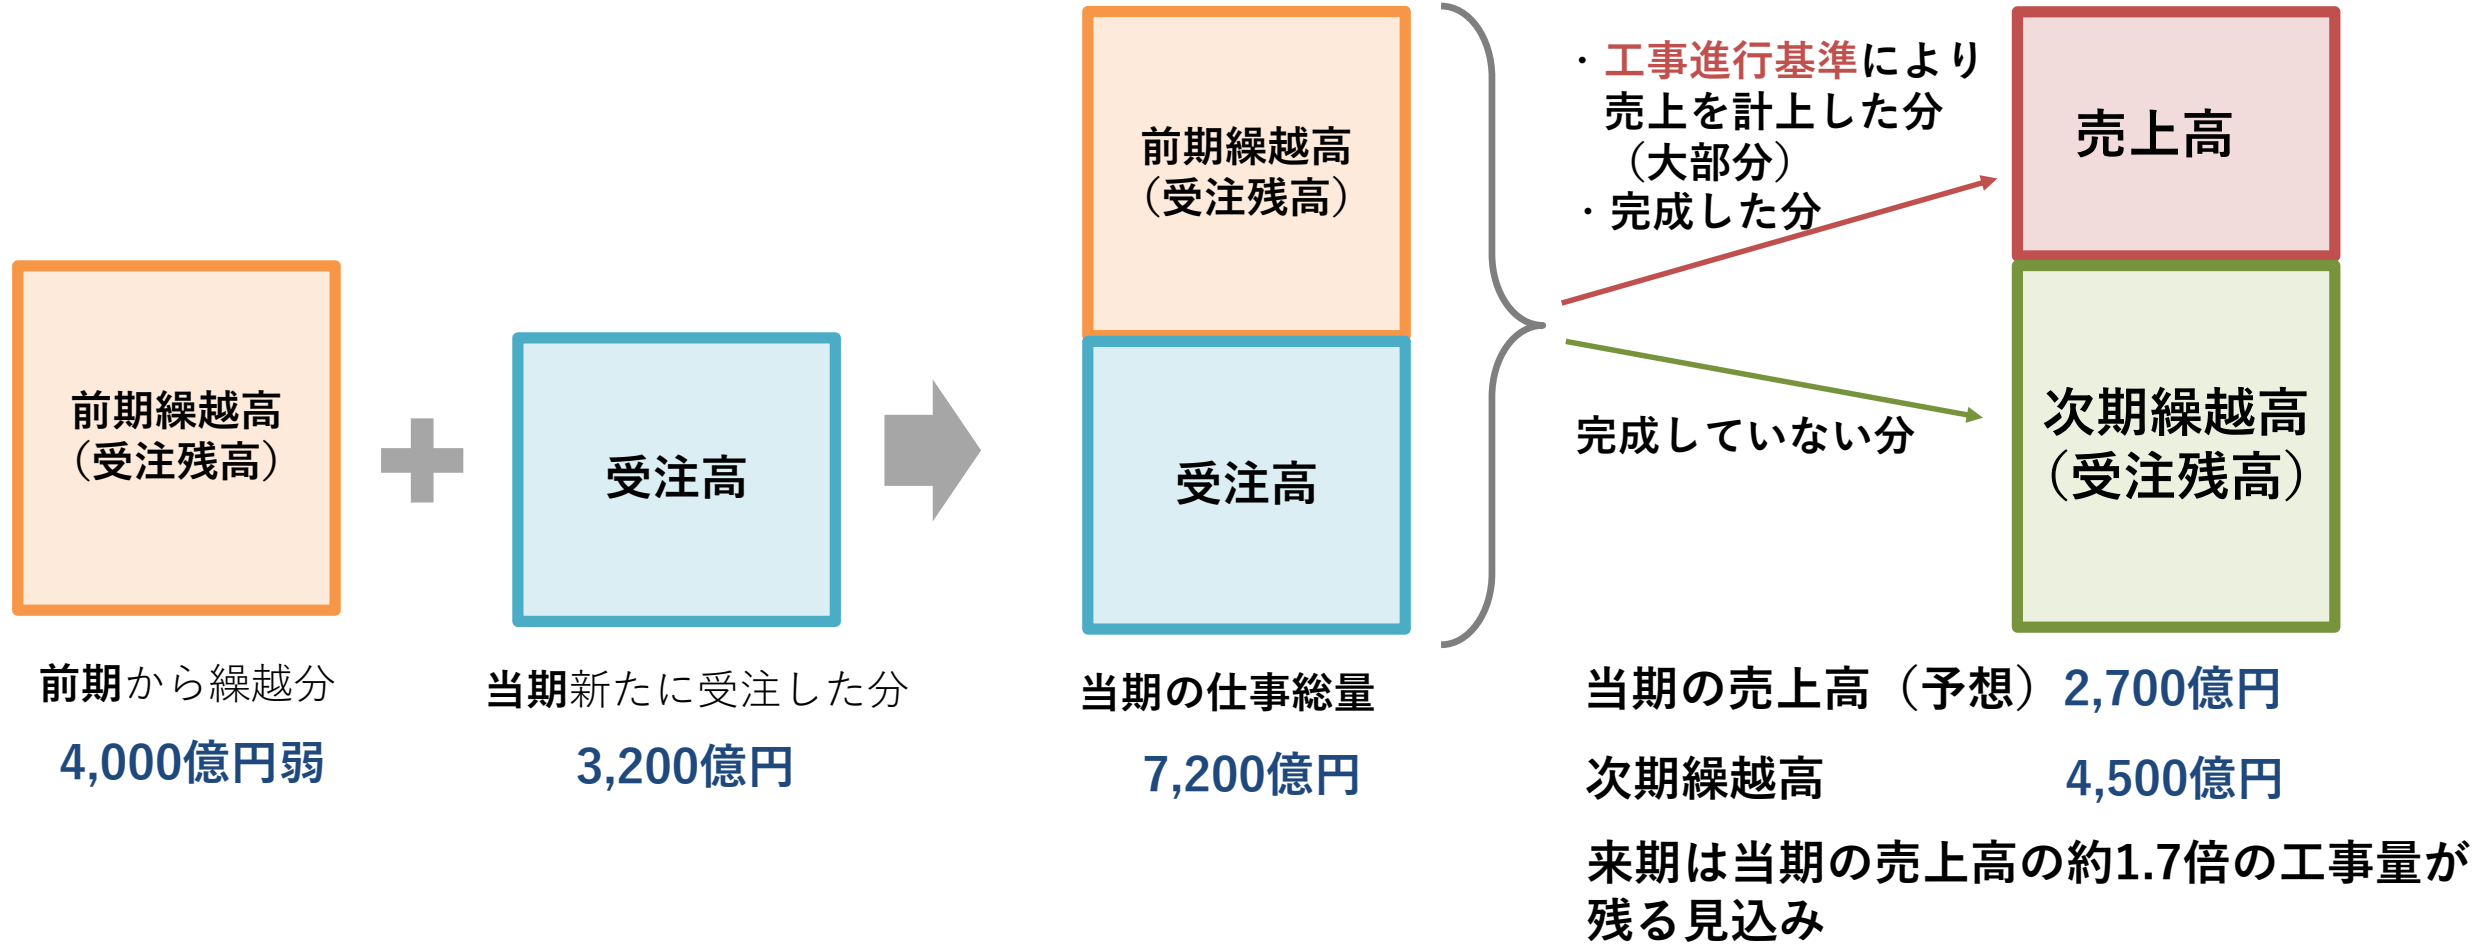 前期繰越高
（受注残高）
前期から繰越分
4,000億円弱
受注高
当期新たに受注した分
3,200億円
前期繰越高
（受注残高）
受注高
当期の仕事総量
7,200億円
・工事進行基準により
売上を計上した分
（大部分）
・完成した分
完成していない分
売上高
次期繰越高
（受注残高）
当期の売上高（予想）2,700億円
次期繰越高 4,500億円
来期は当期の売上高の約1.7倍の工事量が
残る見込み